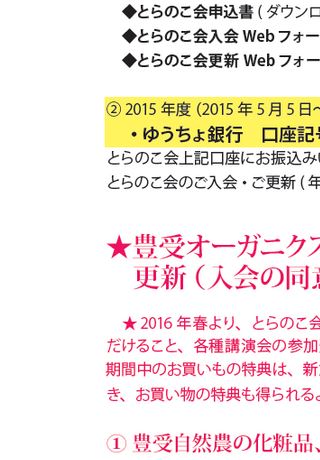 ◆とらのこ会申込書 ( ダウンロ
◆とらのこ会入会 Web フォー
◆とらのこ会更新 Web フォー
② 2015 年度（2015 年 5 月 5 日〜
・ゆうちょ銀行　口座記号
とらのこ会上記口座にお振込み
とらのこ会のご入会・ご更新 ( 年
★豊受オーガニクス
更新（入会の同意
★ 2016 年春より、とらのこ会
だけること、各種講演会の参加
期間中のお買いもの特典は、新
き、お買い物の特典も得られる
① 豊受自然農の化粧品、